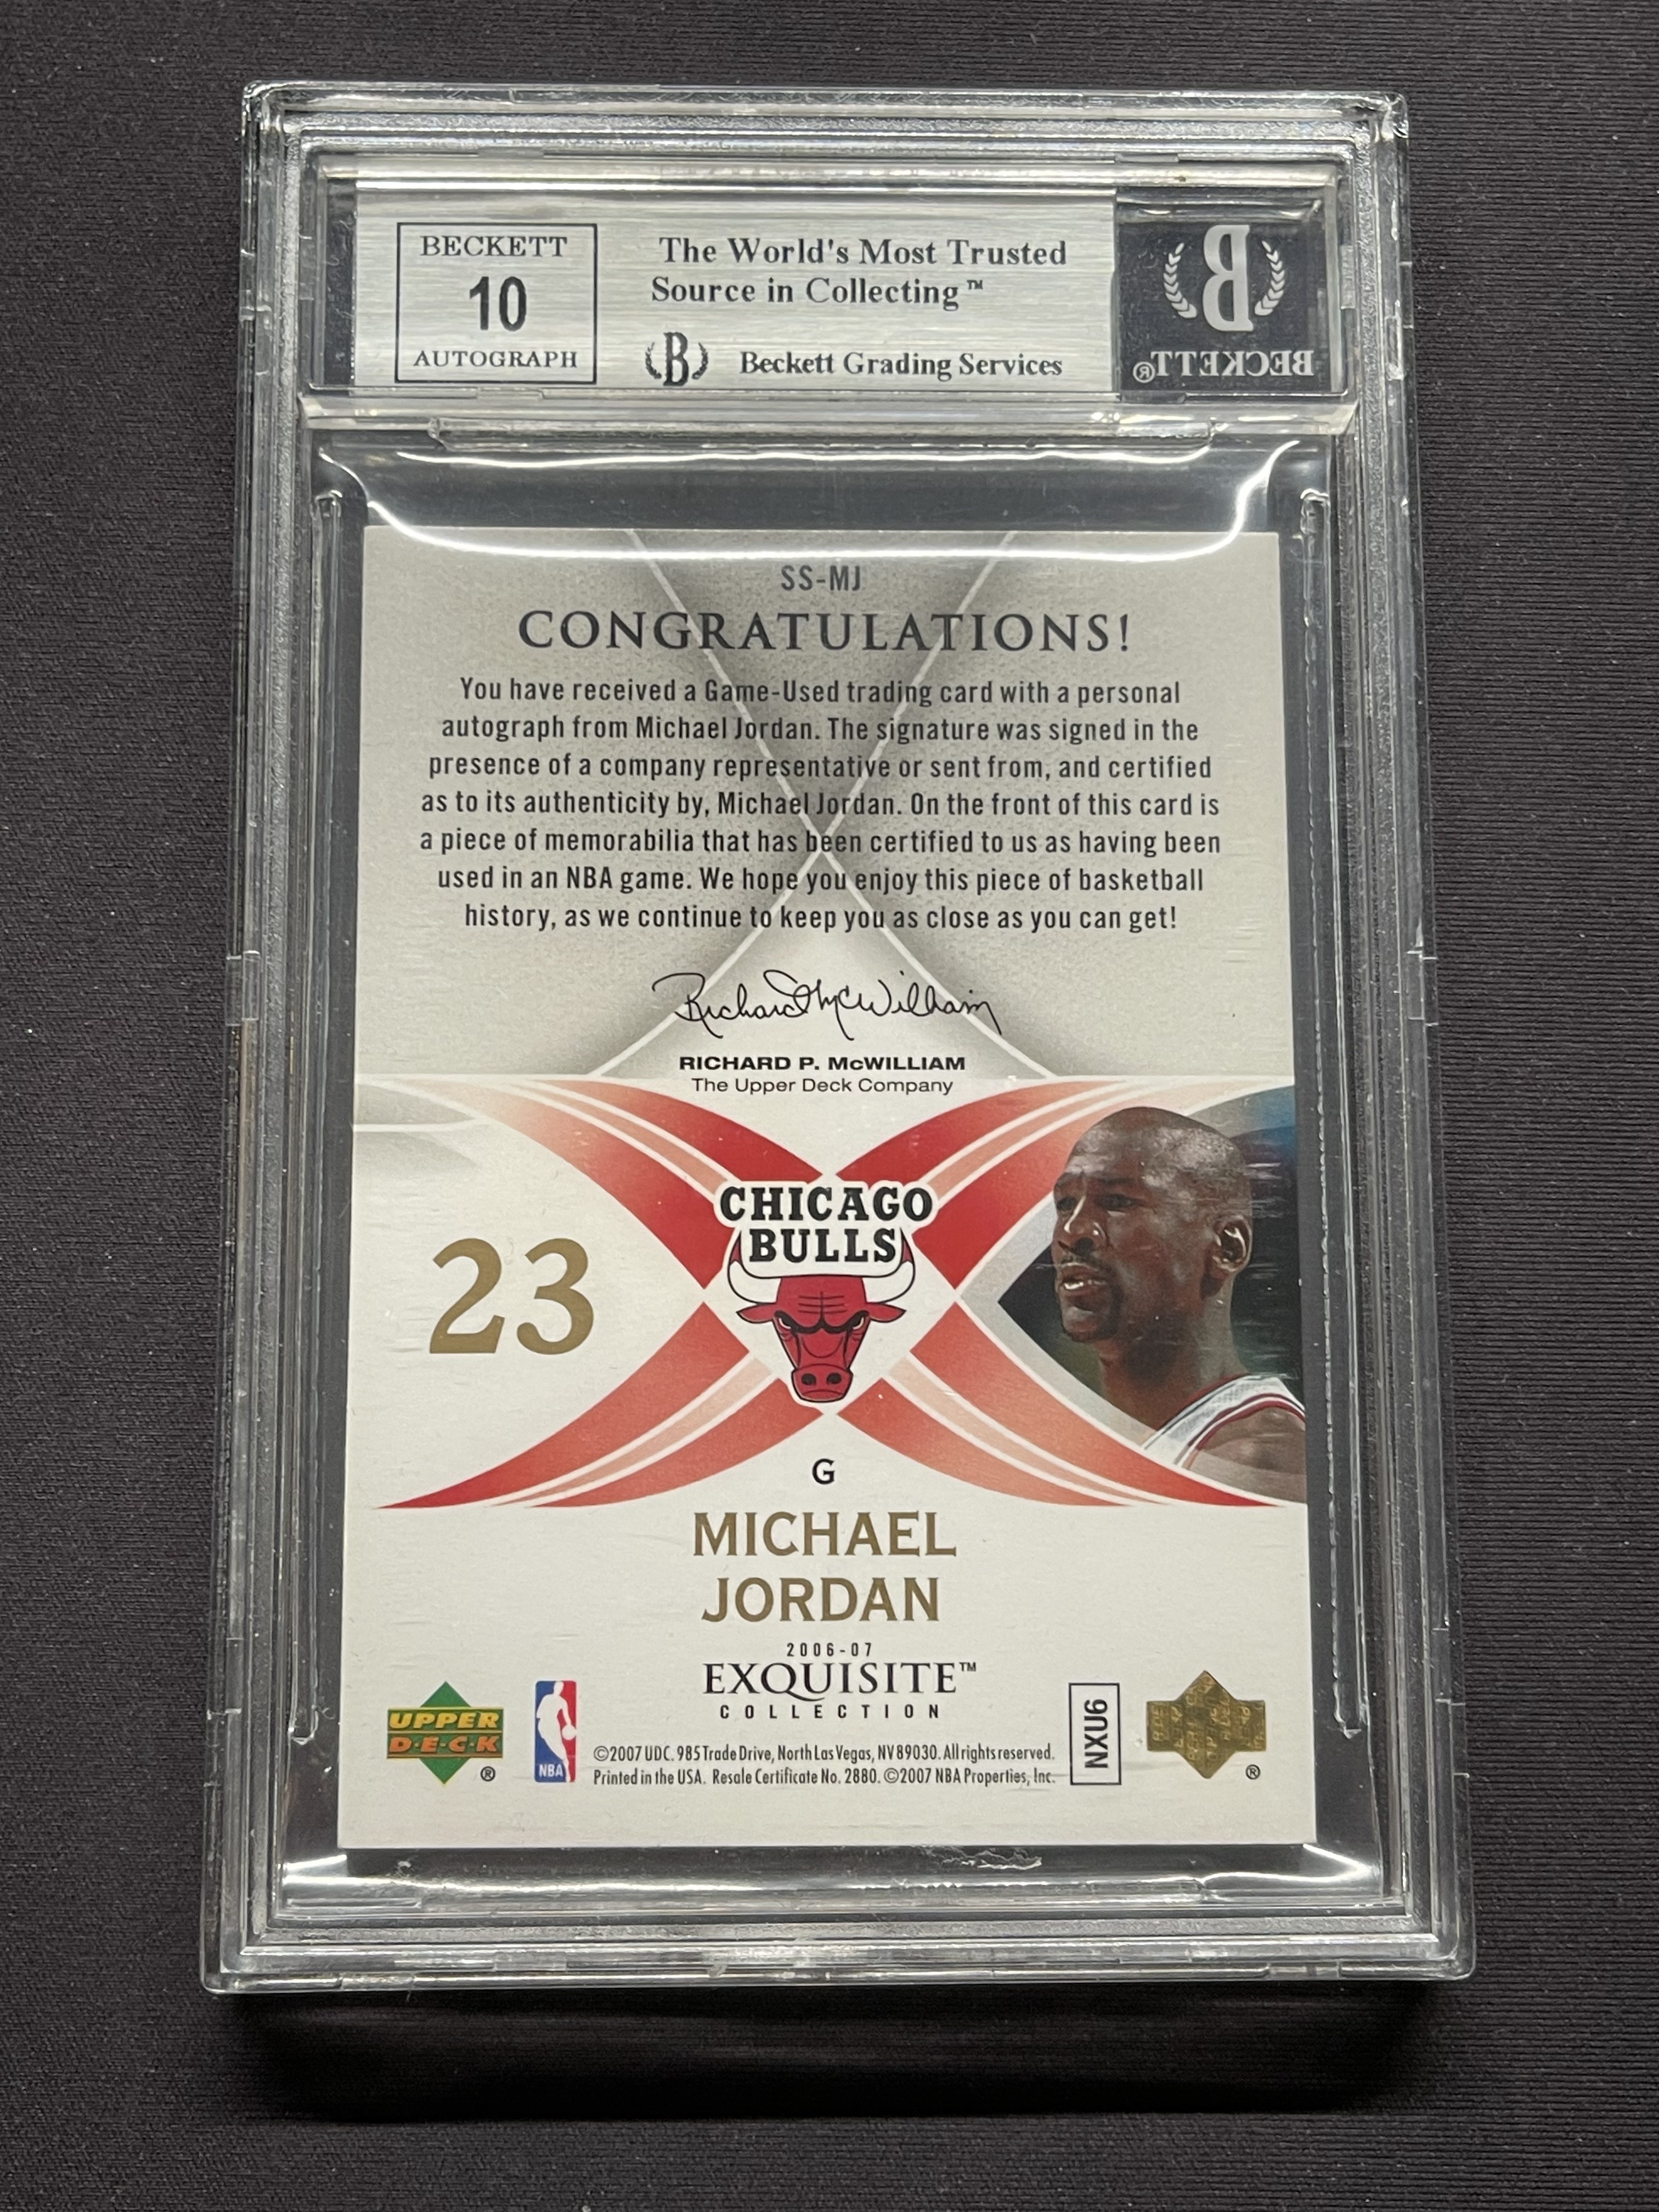 BECKETT
10
AUTOGRAPH
The World's Most Trusted
Source in Collecting™
B
Beckett Grading Services
B
BECKETT®
SS-MJ
CONGRATULATIONS!
You have received a Game-Used trading card with a personal
autograph from Michael Jordan. The signature was signed in the
presence of a company representative or sent from, and certified
as to its authenticity by, Michael Jordan. On the front of this card is
a piece of memorabilia that has been certified to us as having been
used in an NBA game. We hope you enjoy this piece of basketball
history, as we continue to keep you as close as you can get!
Richard McWilliam
RICHARD P. McWILLIAM
The Upper Deck Company
23
CHICAGO
BULLS
G
MICHAEL
JORDAN
2006-07
EXQUISITE™
COLLECTION
UPPER
D·E·C·K
®
NBA
©2007 UDC. 985 Trade Drive, North Las Vegas, NV 89030. All rights reserved.
Printed in the USA. Resale Certificate No. 2880. ©2007 NBA Properties, Inc.
NXU6
®